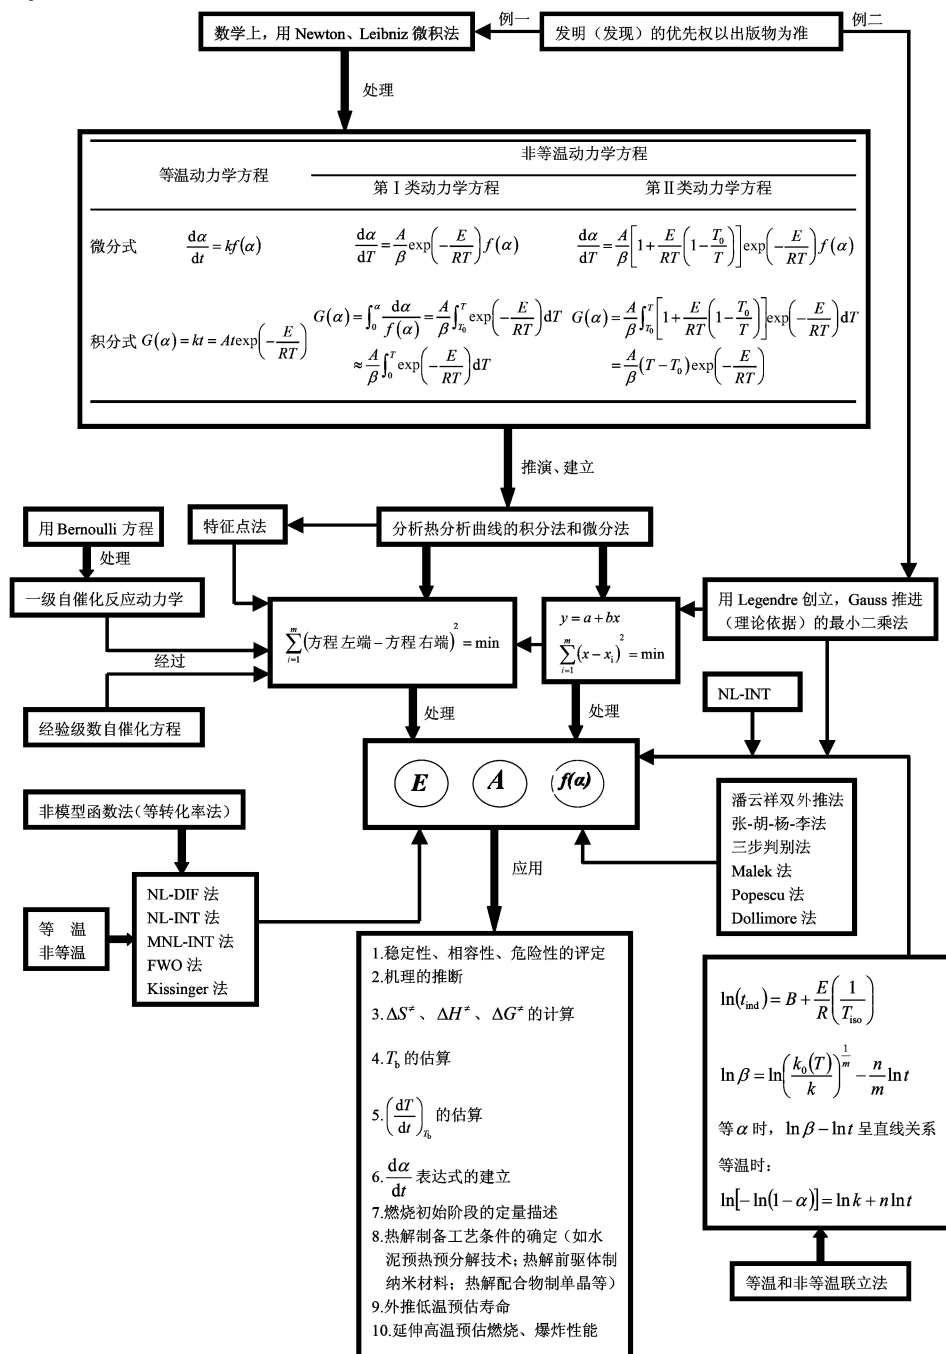 数学上，用 Newton、Leibniz 微积法
例一
发明（发现）的优先权以出版物为准
例二
处理
等温动力学方程
非等温动力学方程
第Ⅰ类动力学方程
第Ⅱ类动力学方程
微分式
dα/dt = kf(α)
dα/dT = A/β exp(−E/RT) f(α)
dα/dT = A/β [1+E/RT(1−T₀/T)] exp(−E/RT) f(α)
积分式 G(α) = kt = Atexp(−E/RT)
G(α) = ∫₀^α dα/f(α) = A/β ∫_{T₀}^T exp(−E/RT)dT
≈ A/β ∫₀^T exp(−E/RT)dT
G(α) = A/β ∫_{T₀}^T [1+E/RT(1−T₀/T)] exp(−E/RT)dT
= A/β (T−T₀)exp(−E/RT)
推演、建立
用 Bernoulli 方程
特征点法
分析热分析曲线的积分法和微分法
处理
一级自催化反应动力学
用 Legendre 创立，Gauss 推进
（理论依据）的最小二乘法
∑_{i=1}^m (方程左端−方程右端)² = min
y = a + bx
∑_{i=1}^m (x−x_i)² = min
经过
经验级数自催化方程
处理
处理
NL-INT
E
A
f(α)
非模型函数法（等转化率法）
潘云祥双外推法
张-胡-杨-李法
三步判别法
Malek 法
Popescu 法
Dollimore 法
应用
等 温
非等温
NL-DIF 法
NL-INT 法
MNL-INT 法
FWO 法
Kissinger 法
1.稳定性、相容性、危险性的评定
2.机理的推断
3.ΔS^≠、ΔH^≠、ΔG^≠ 的计算
4.T_b 的估算
5.(dT/dt)_{T_b} 的估算
6.dα/dt 表达式的建立
7.燃烧初始阶段的定量描述
8.热解制备工艺条件的确定（如水
泥预热预分解技术；热解前驱体制
纳米材料；热解配合物制单晶等）
9.外推低温预估寿命
10.延伸高温预估燃烧、爆炸性能
ln(t_ind) = B + E/R (1/T_iso)
ln β = ln(k₀(T)/k)^{1/m} − n/m ln t
等α时，ln β − ln t 呈直线关系
等温时：
ln[−ln(1−α)] = ln k + n ln t
等温和非等温联立法